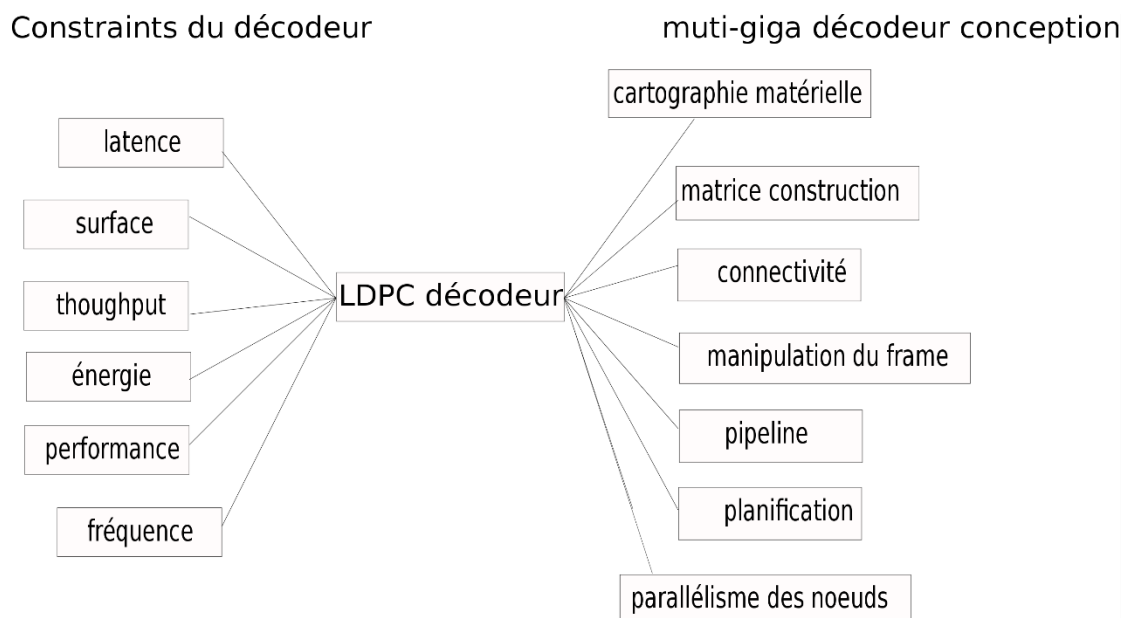 Constraints du décodeur
muti-giga décodeur conception
latence
surface
thoughput
énergie
performance
fréquence
LDPC décodeur
cartographie matérielle
matrice construction
connectivité
manipulation du frame
pipeline
planification
parallélisme des noeuds